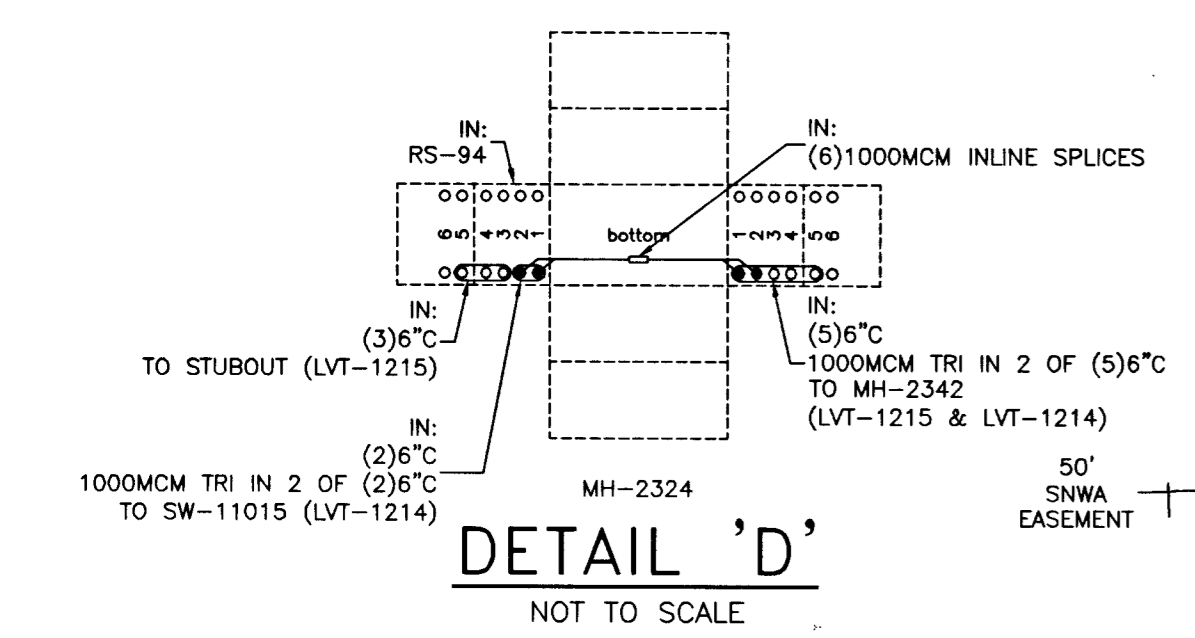 IN:
RS-94
IN:
(6)1000MCM INLINE SPLICES
6 5 4 3 2 1
bottom
1 2 3 4 5 6
IN:
(3)6"C
TO STUBOUT (LVT-1215)
IN:
(5)6"C
1000MCM TRI IN 2 OF (5)6"C
TO MH-2342
(LVT-1215 & LVT-1214)
IN:
(2)6"C
1000MCM TRI IN 2 OF (2)6"C
TO SW-11015 (LVT-1214)
MH-2324
50'
SNWA
EASEMENT
DETAIL 'D'
NOT TO SCALE